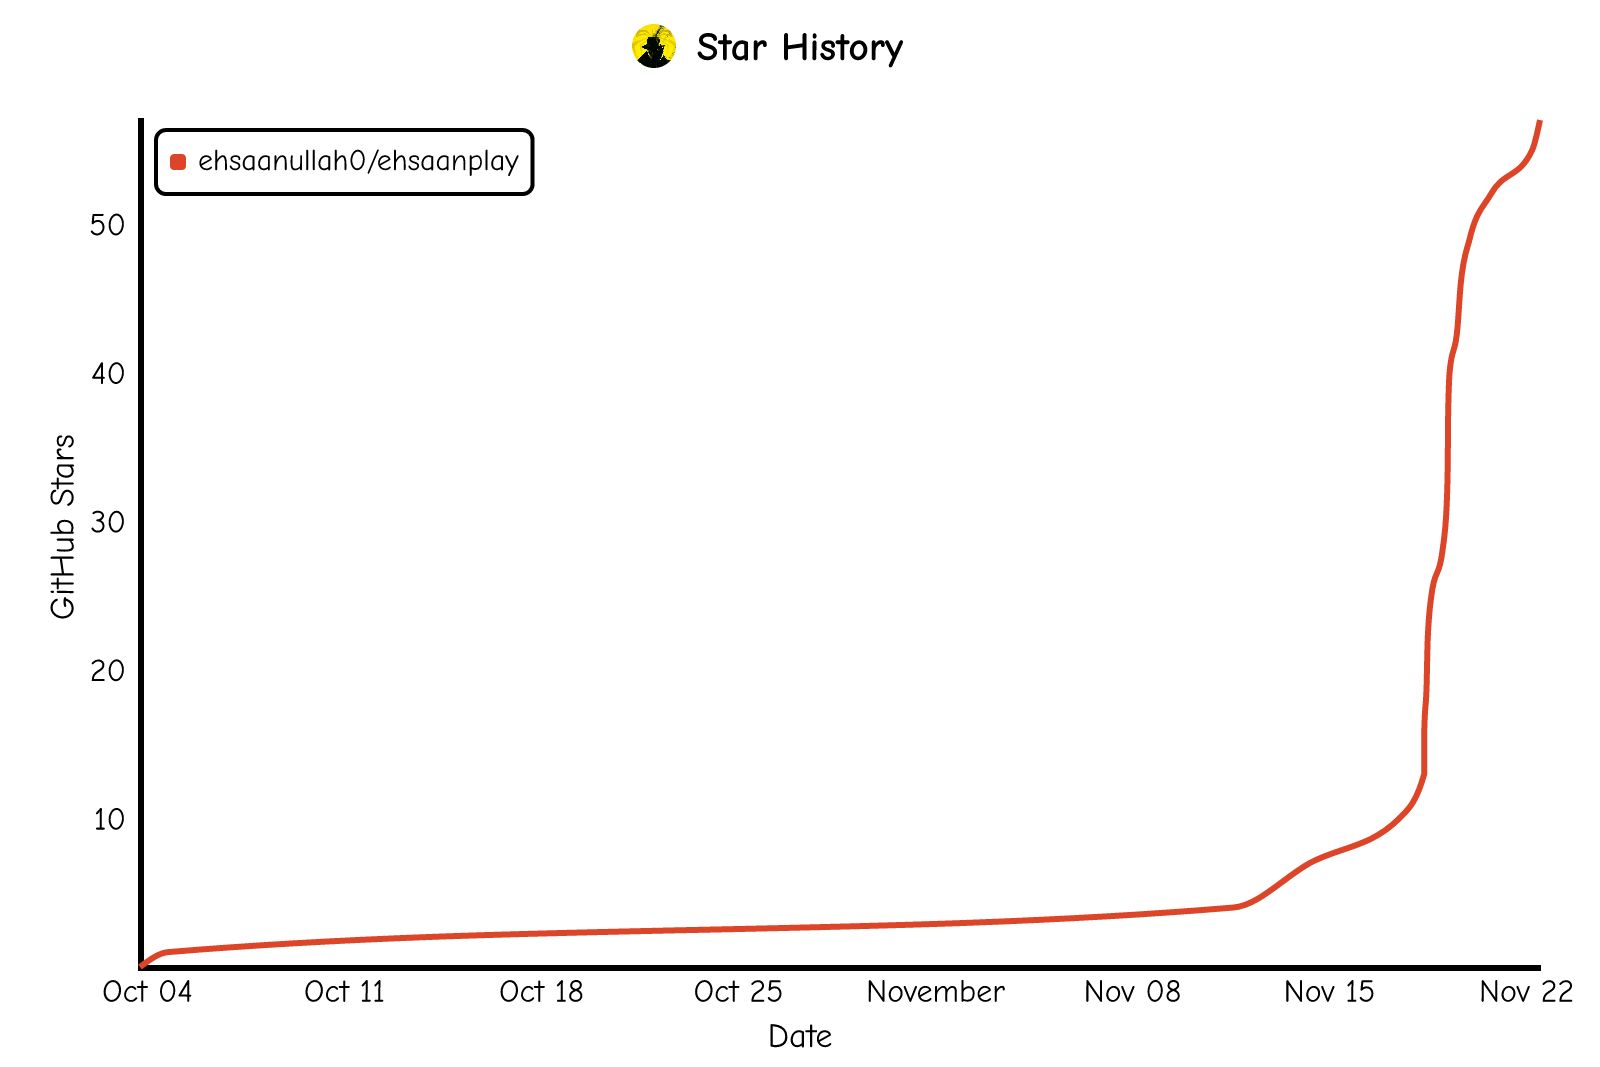 Star History
ehsaanullah0/ehsaanplay
50
40
30
20
10
GitHub Stars
Oct 04 Oct 11 Oct 18 Oct 25 November Nov 08 Nov 15 Nov 22
Date